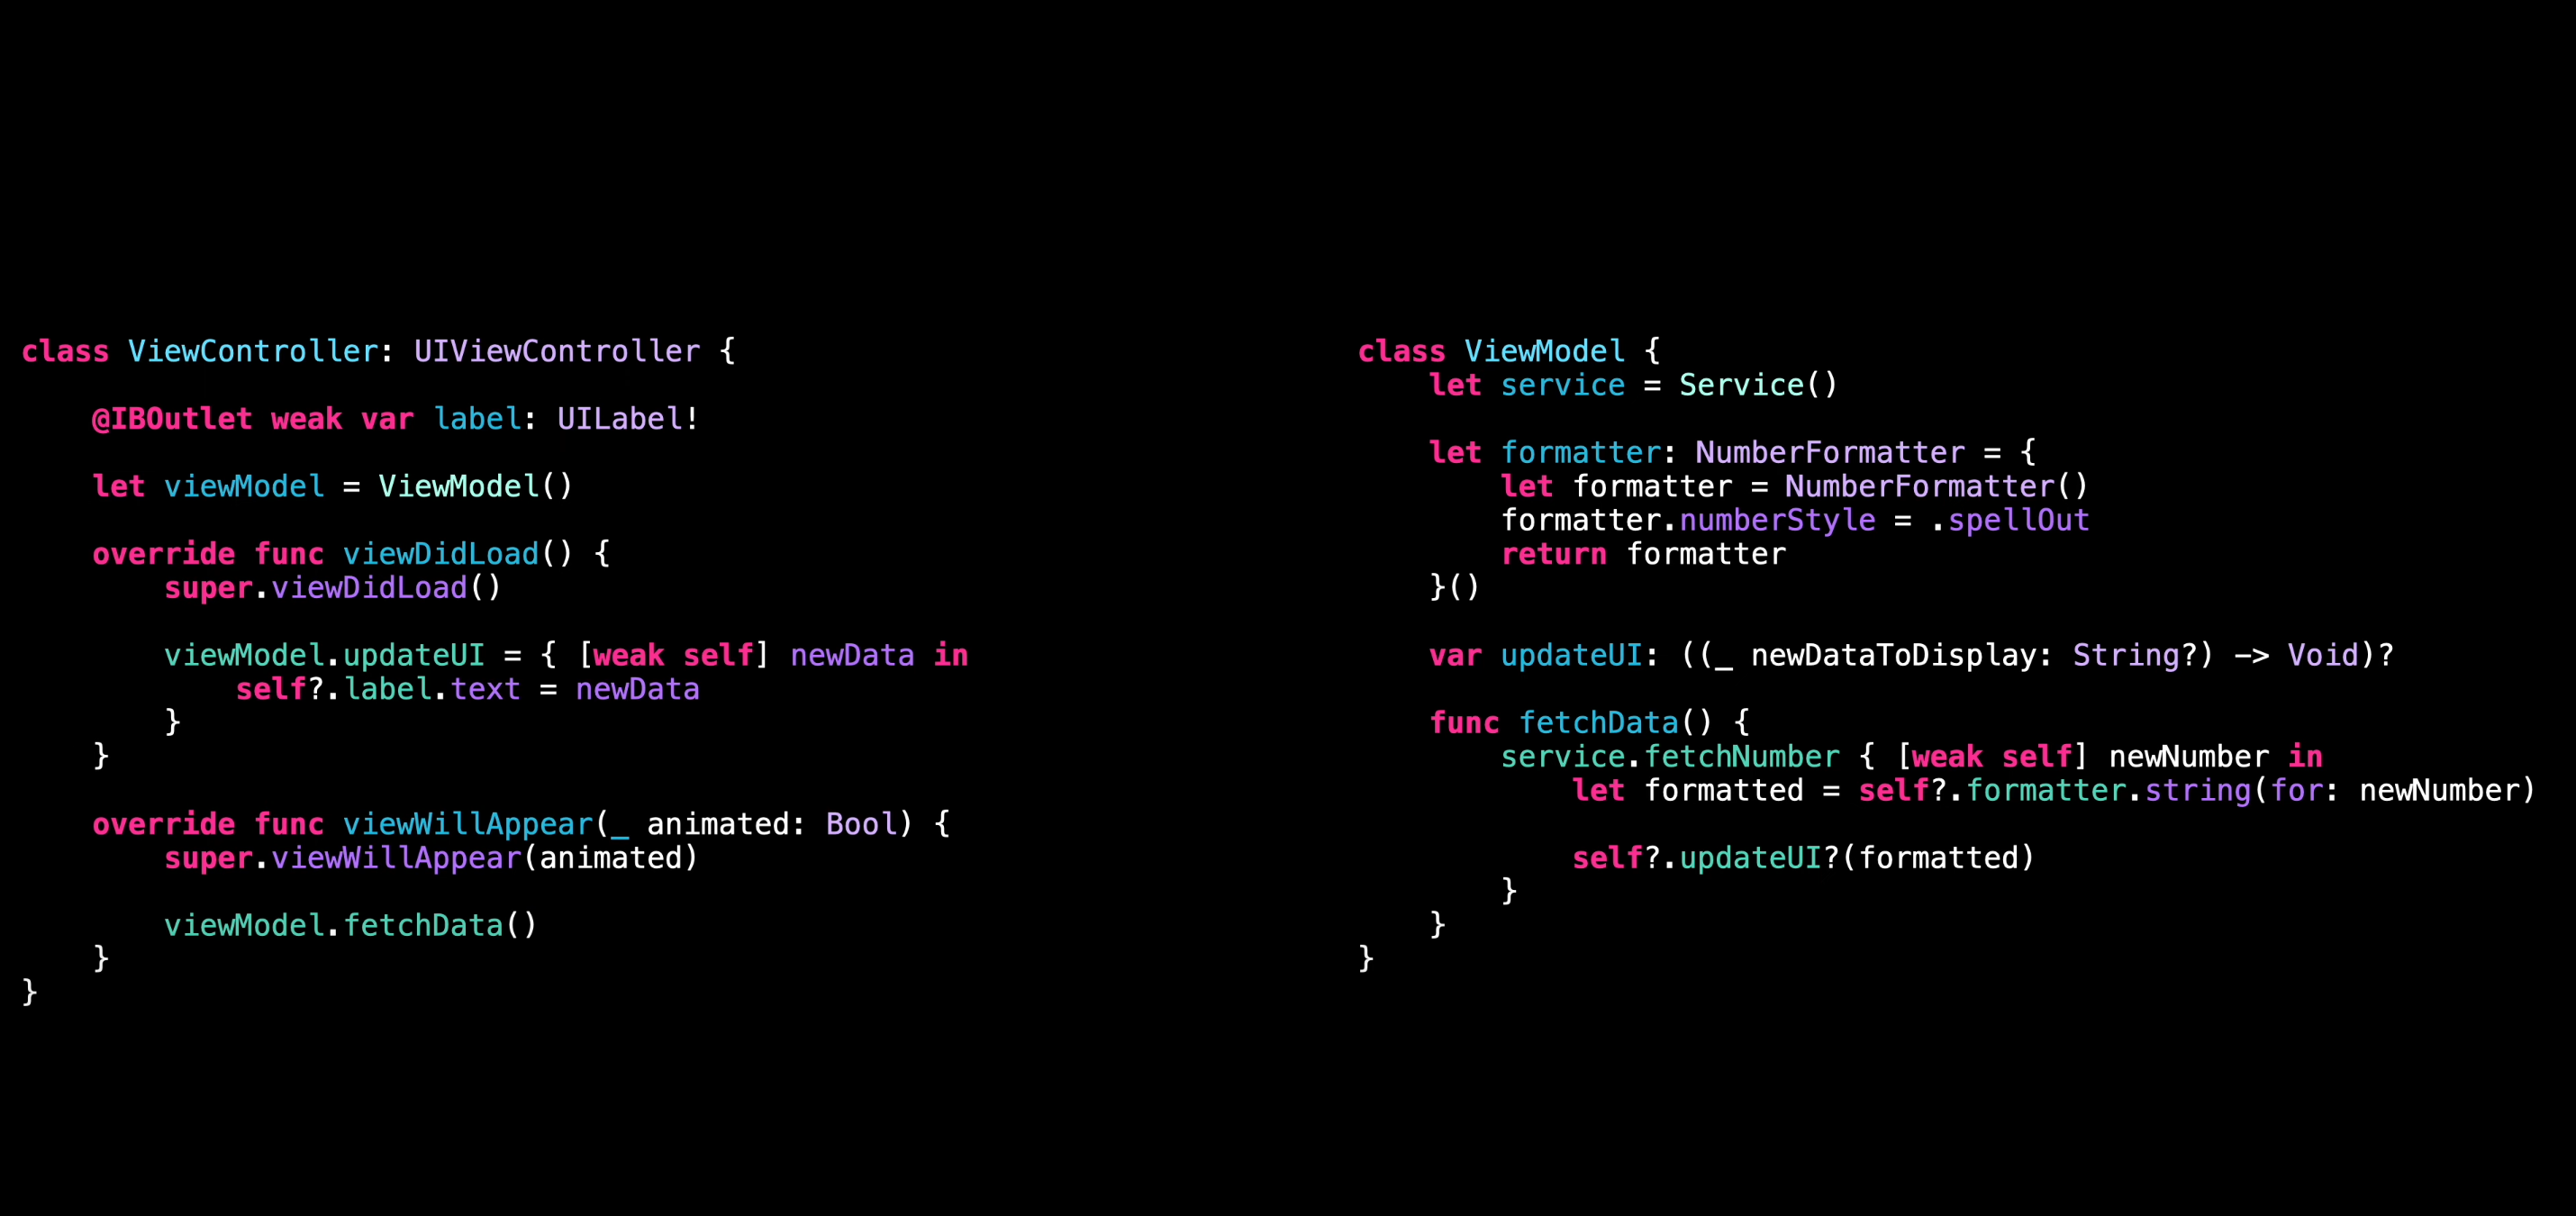 class ViewController: UIViewController {
@IBOutlet weak var label: UILabel!
let viewModel = ViewModel()
override func viewDidLoad() {
super.viewDidLoad()
viewModel.updateUI = { [weak self] newData in
self?.label.text = newData
}
}
override func viewWillAppear(_ animated: Bool) {
super.viewWillAppear(animated)
viewModel.fetchData()
}
}
class ViewModel {
let service = Service()
let formatter: NumberFormatter = {
let formatter = NumberFormatter()
formatter.numberStyle = .spellOut
return formatter
}()
var updateUI: ((_ newDataToDisplay: String?) -> Void)?
func fetchData() {
service.fetchNumber { [weak self] newNumber in
let formatted = self?.formatter.string(for: newNumber)
self?.updateUI?(formatted)
}
}
}